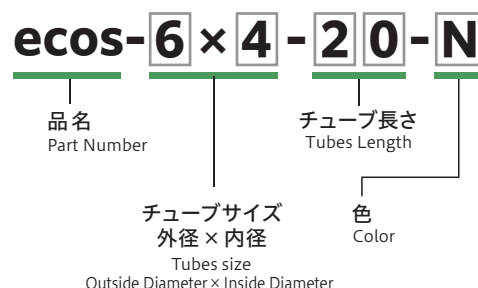 ecos-6×4-20-N
品名
Part Number
チューブ長さ
Tubes Length
チューブサイズ
外径×内径
Tubes size
Outside Diameter×Inside Diameter
色
Color